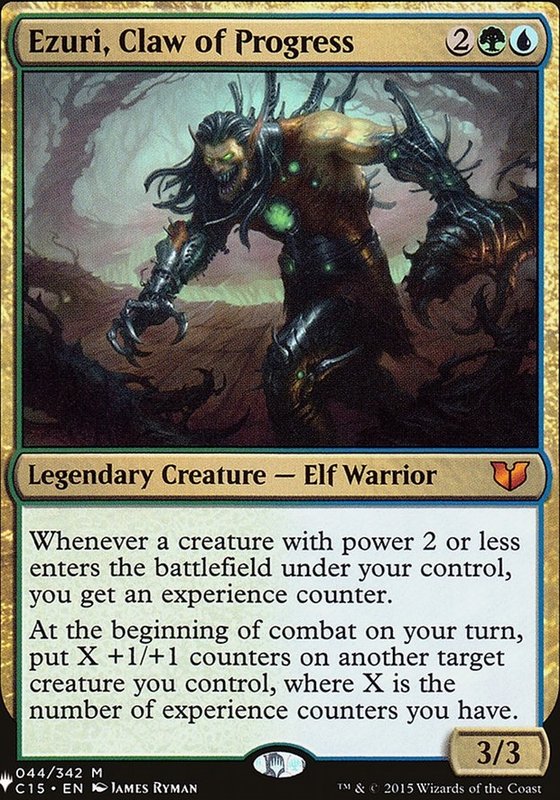 Ezuri, Claw of Progress 2
Legendary Creature — Elf Warrior
Whenever a creature with power 2 or less
enters the battlefield under your control,
you get an experience counter.
At the beginning of combat on your turn,
put X +1/+1 counters on another target
creature you control, where X is the
number of experience counters you have.
3/3
044/342 M
C15 • EN James Ryman
™ & © 2015 Wizards of the Coast